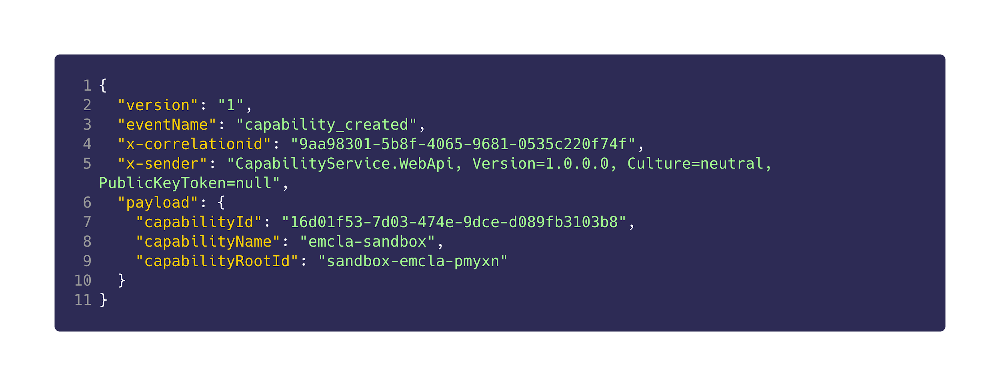 1 {
2   "version": "1",
3   "eventName": "capability_created",
4   "x-correlationid": "9aa98301-5b8f-4065-9681-0535c220f74f",
5   "x-sender": "CapabilityService.WebApi, Version=1.0.0.0, Culture=neutral,
PublicKeyToken=null",
6   "payload": {
7     "capabilityId": "16d01f53-7d03-474e-9dce-d089fb3103b8",
8     "capabilityName": "emcla-sandbox",
9     "capabilityRootId": "sandbox-emcla-pmyxn"
10   }
11 }